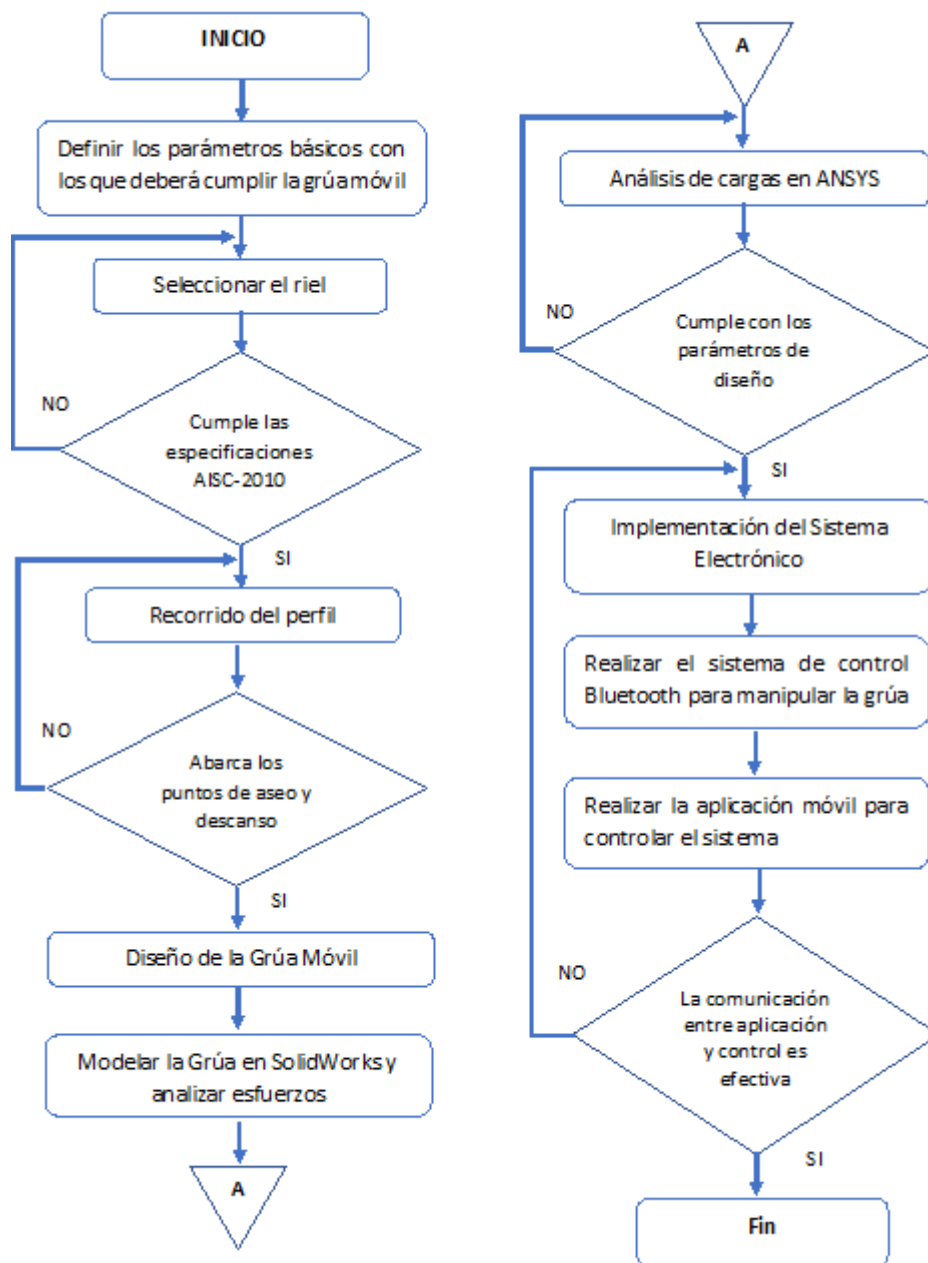 INICIO
Definir los parámetros básicos con
los que deberá cumplir la grúa móvil
Seleccionar el riel
NO
Cumple las
especificaciones
AISC-2010
SI
Recorrido del perfil
NO
Abarca los
puntos de aseo y
descanso
SI
Diseño de la Grúa Móvil
Modelar la Grúa en SolidWorks y
analizar esfuerzos
A
A
Análisis de cargas en ANSYS
NO
Cumple con los
parámetros de
diseño
SI
Implementación del Sistema
Electrónico
Realizar el sistema de control
Bluetooth para manipular la grúa
Realizar la aplicación móvil para
controlar el sistema
NO
La comunicación
entre aplicación
y control es
efectiva
SI
Fin